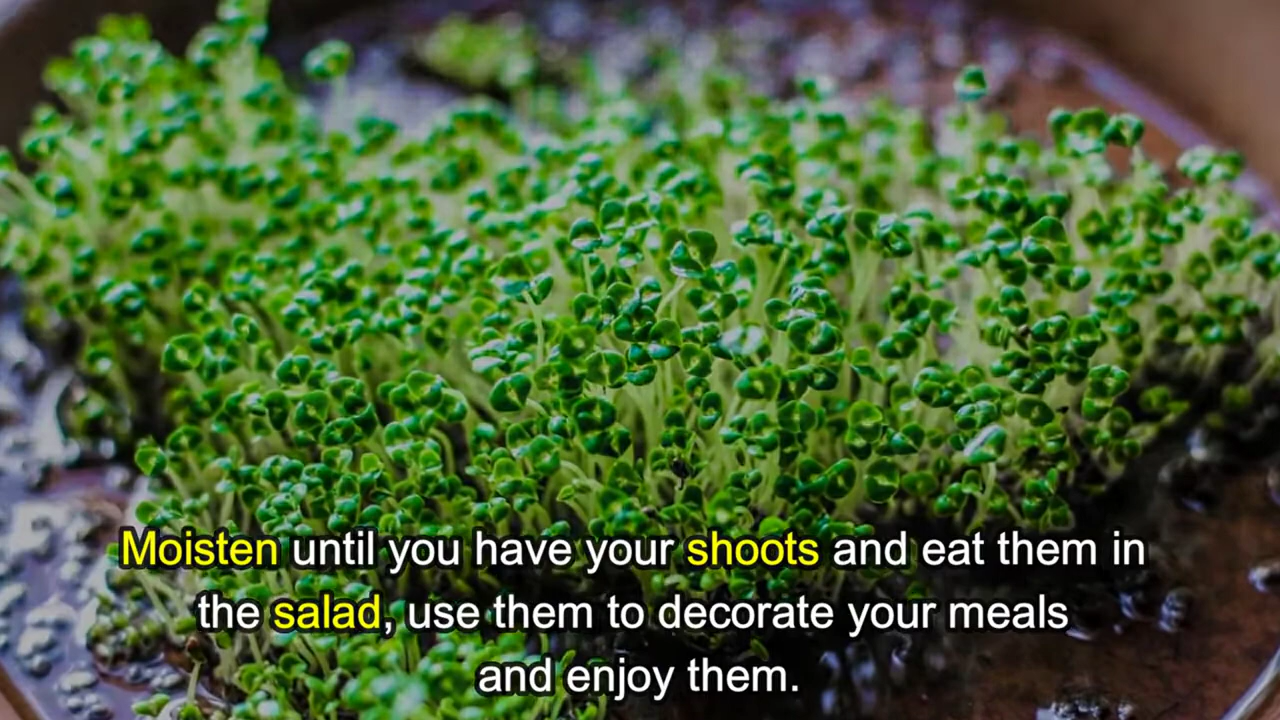 Moisten until you have your shoots and eat them in
the salad, use them to decorate your meals
and enjoy them.